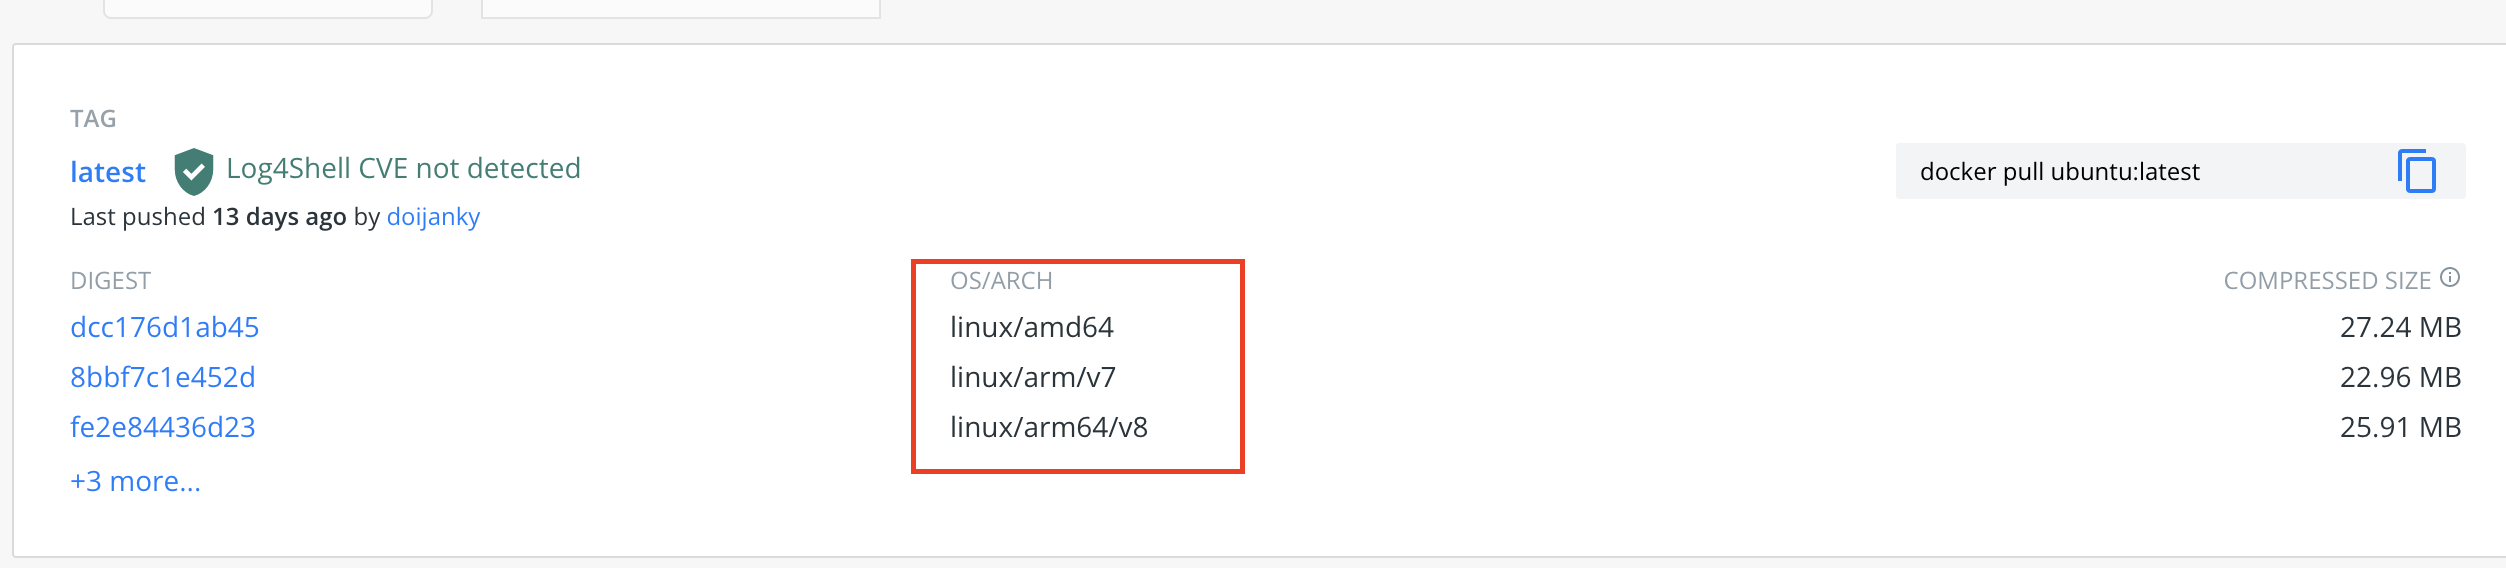 TAG
latest Log4Shell CVE not detected
docker pull ubuntu:latest
Last pushed 13 days ago by doijanky
DIGEST OS/ARCH COMPRESSED SIZE
dcc176d1ab45 linux/amd64 27.24 MB
8bbf7c1e452d linux/arm/v7 22.96 MB
fe2e84436d23 linux/arm64/v8 25.91 MB
+3 more...